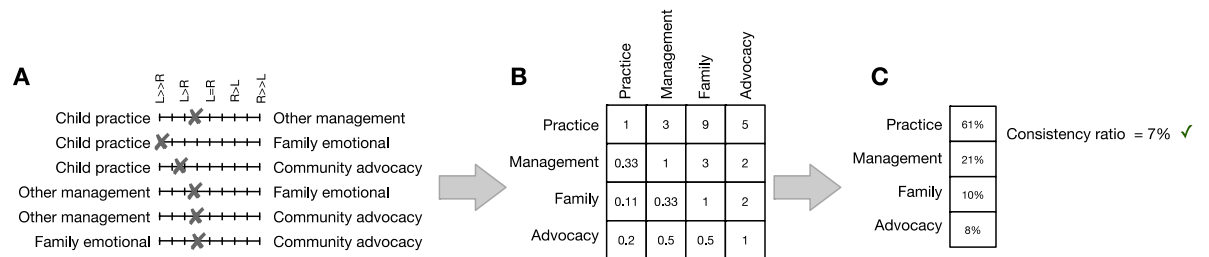 A
L>>R L>R L=R R>L R>>L
Child practice Other management
Child practice Family emotional
Child practice Community advocacy
Other management Family emotional
Other management Community advocacy
Family emotional Community advocacy
B
Practice Management Family Advocacy
Practice 1 3 9 5
Management 0.33 1 3 2
Family 0.11 0.33 1 2
Advocacy 0.2 0.5 0.5 1
C
Practice 61%
Management 21%
Family 10%
Advocacy 8%
Consistency ratio = 7% ✓